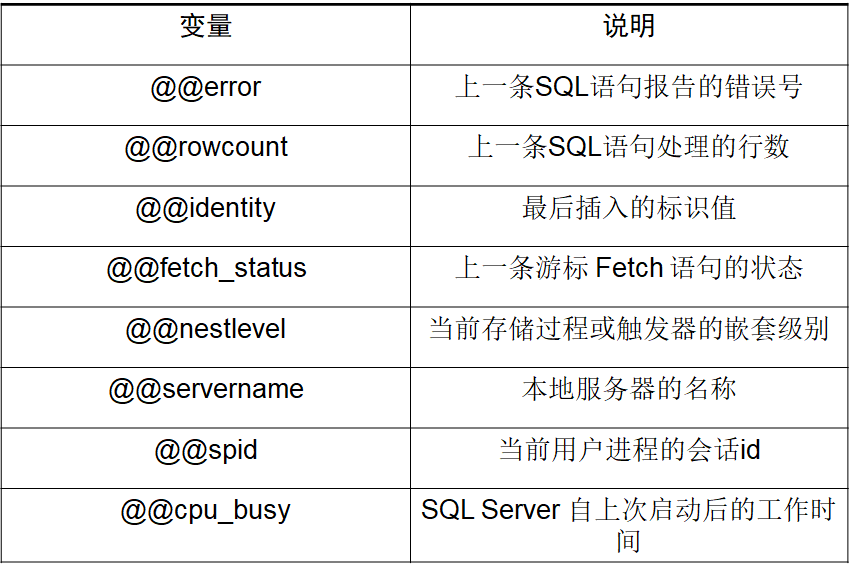 变量 说明
@@error 上一条SQL语句报告的错误号
@@rowcount 上一条SQL语句处理的行数
@@identity 最后插入的标识值
@@fetch_status 上一条游标 Fetch 语句的状态
@@nestlevel 当前存储过程或触发器的嵌套级别
@@servername 本地服务器的名称
@@spid 当前用户进程的会话id
@@cpu_busy SQL Server 自上次启动后的工作时
间